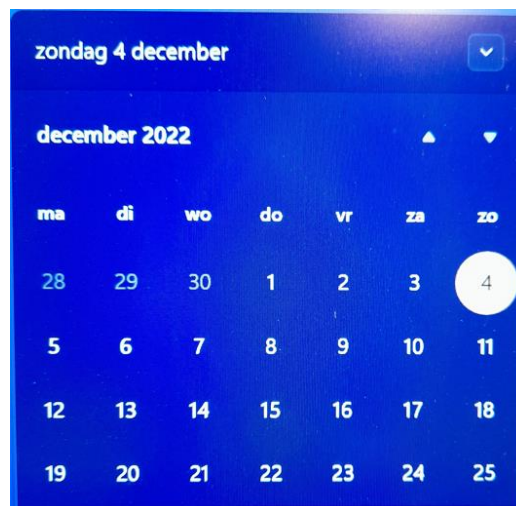 zondag 4 december
december 2022
ma di wo do vr za zo
28 29 30 1 2 3 4
5 6 7 8 9 10 11
12 13 14 15 16 17 18
19 20 21 22 23 24 25